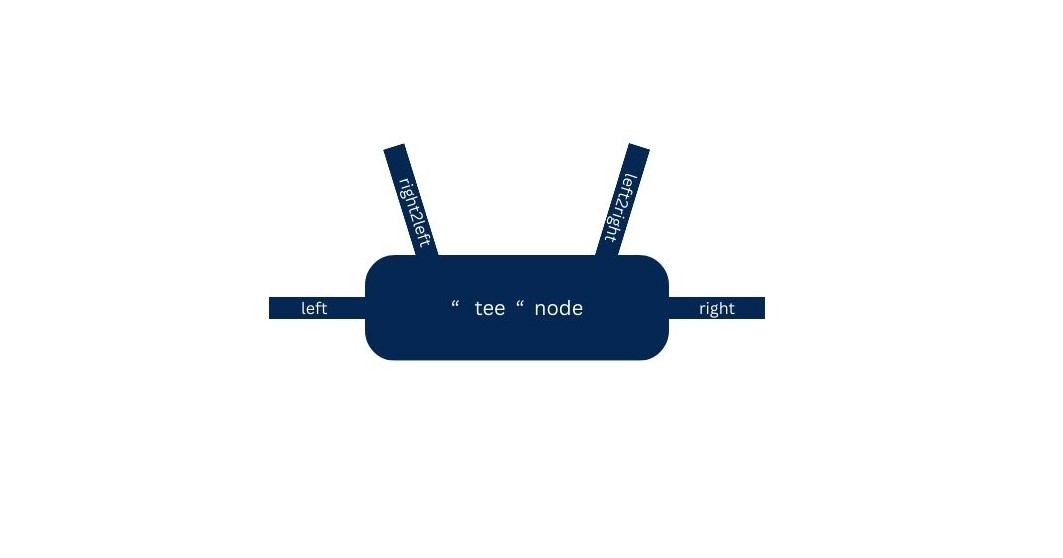 right2left
left2right
left
“ tee “ node
right